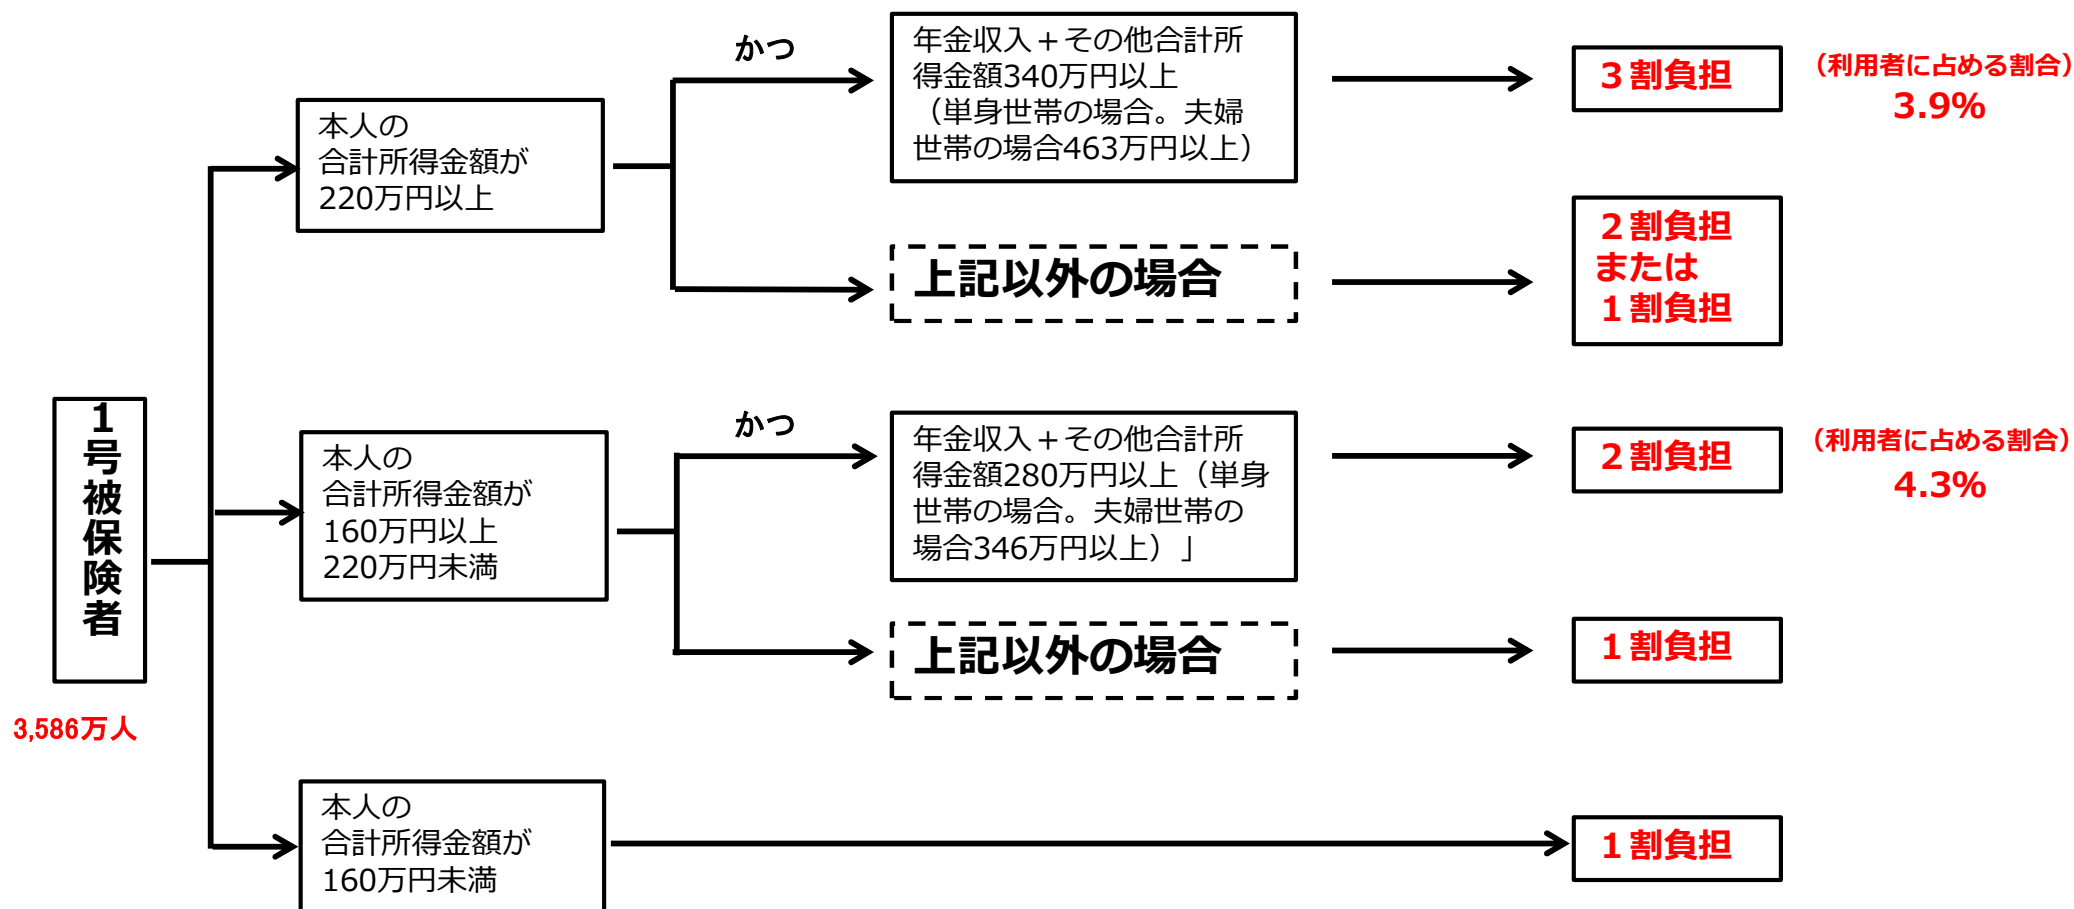 1号被保険者
3,586万人
本人の
合計所得金額が
220万円以上
かつ
年金収入＋その他合計所
得金額340万円以上
（単身世帯の場合。夫婦
世帯の場合463万円以上）
３割負担
（利用者に占める割合）
3.9%
上記以外の場合
２割負担
または
１割負担
本人の
合計所得金額が
160万円以上
220万円未満
かつ
年金収入＋その他合計所
得金額280万円以上（単身
世帯の場合。夫婦世帯の
場合346万円以上）」
２割負担
（利用者に占める割合）
4.3%
上記以外の場合
１割負担
本人の
合計所得金額が
160万円未満
１割負担